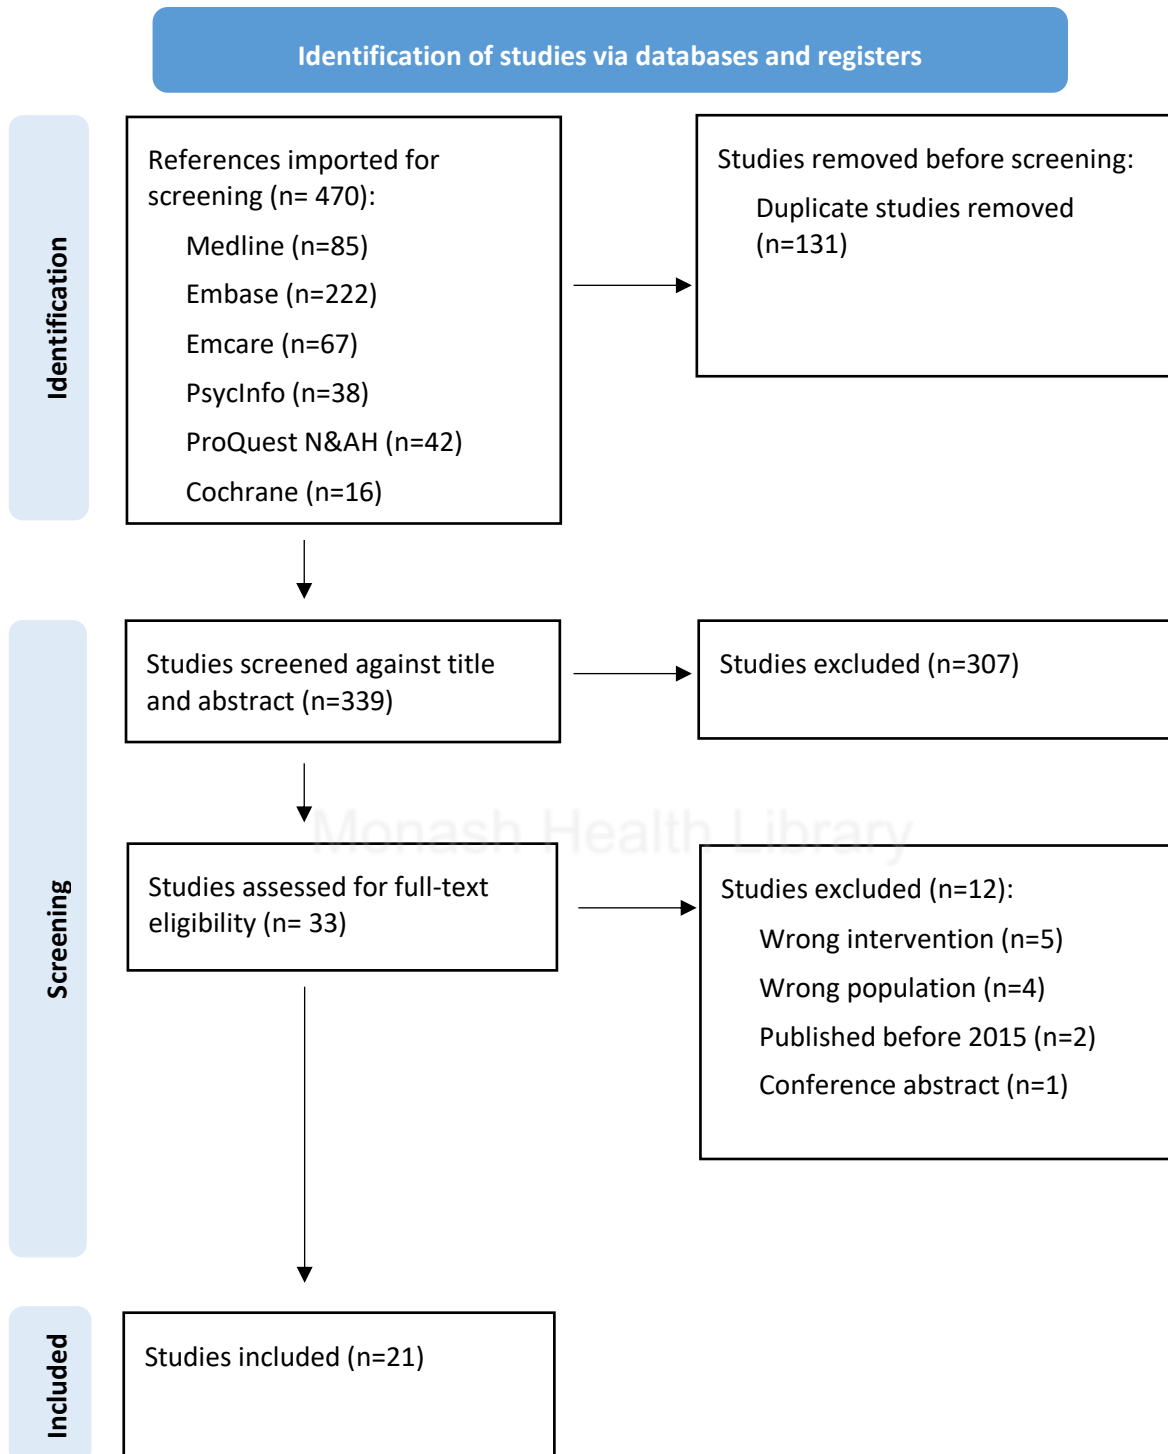 Identification of studies via databases and registers
Identification
References imported for
screening (n= 470):
Medline (n=85)
Embase (n=222)
Emcare (n=67)
PsycInfo (n=38)
ProQuest N&AH (n=42)
Cochrane (n=16)
Studies removed before screening:
Duplicate studies removed
(n=131)
Screening
Studies screened against title
and abstract (n=339)
Studies excluded (n=307)
Monash Health Library
Studies assessed for full-text
eligibility (n= 33)
Studies excluded (n=12):
Wrong intervention (n=5)
Wrong population (n=4)
Published before 2015 (n=2)
Conference abstract (n=1)
Included
Studies included (n=21)